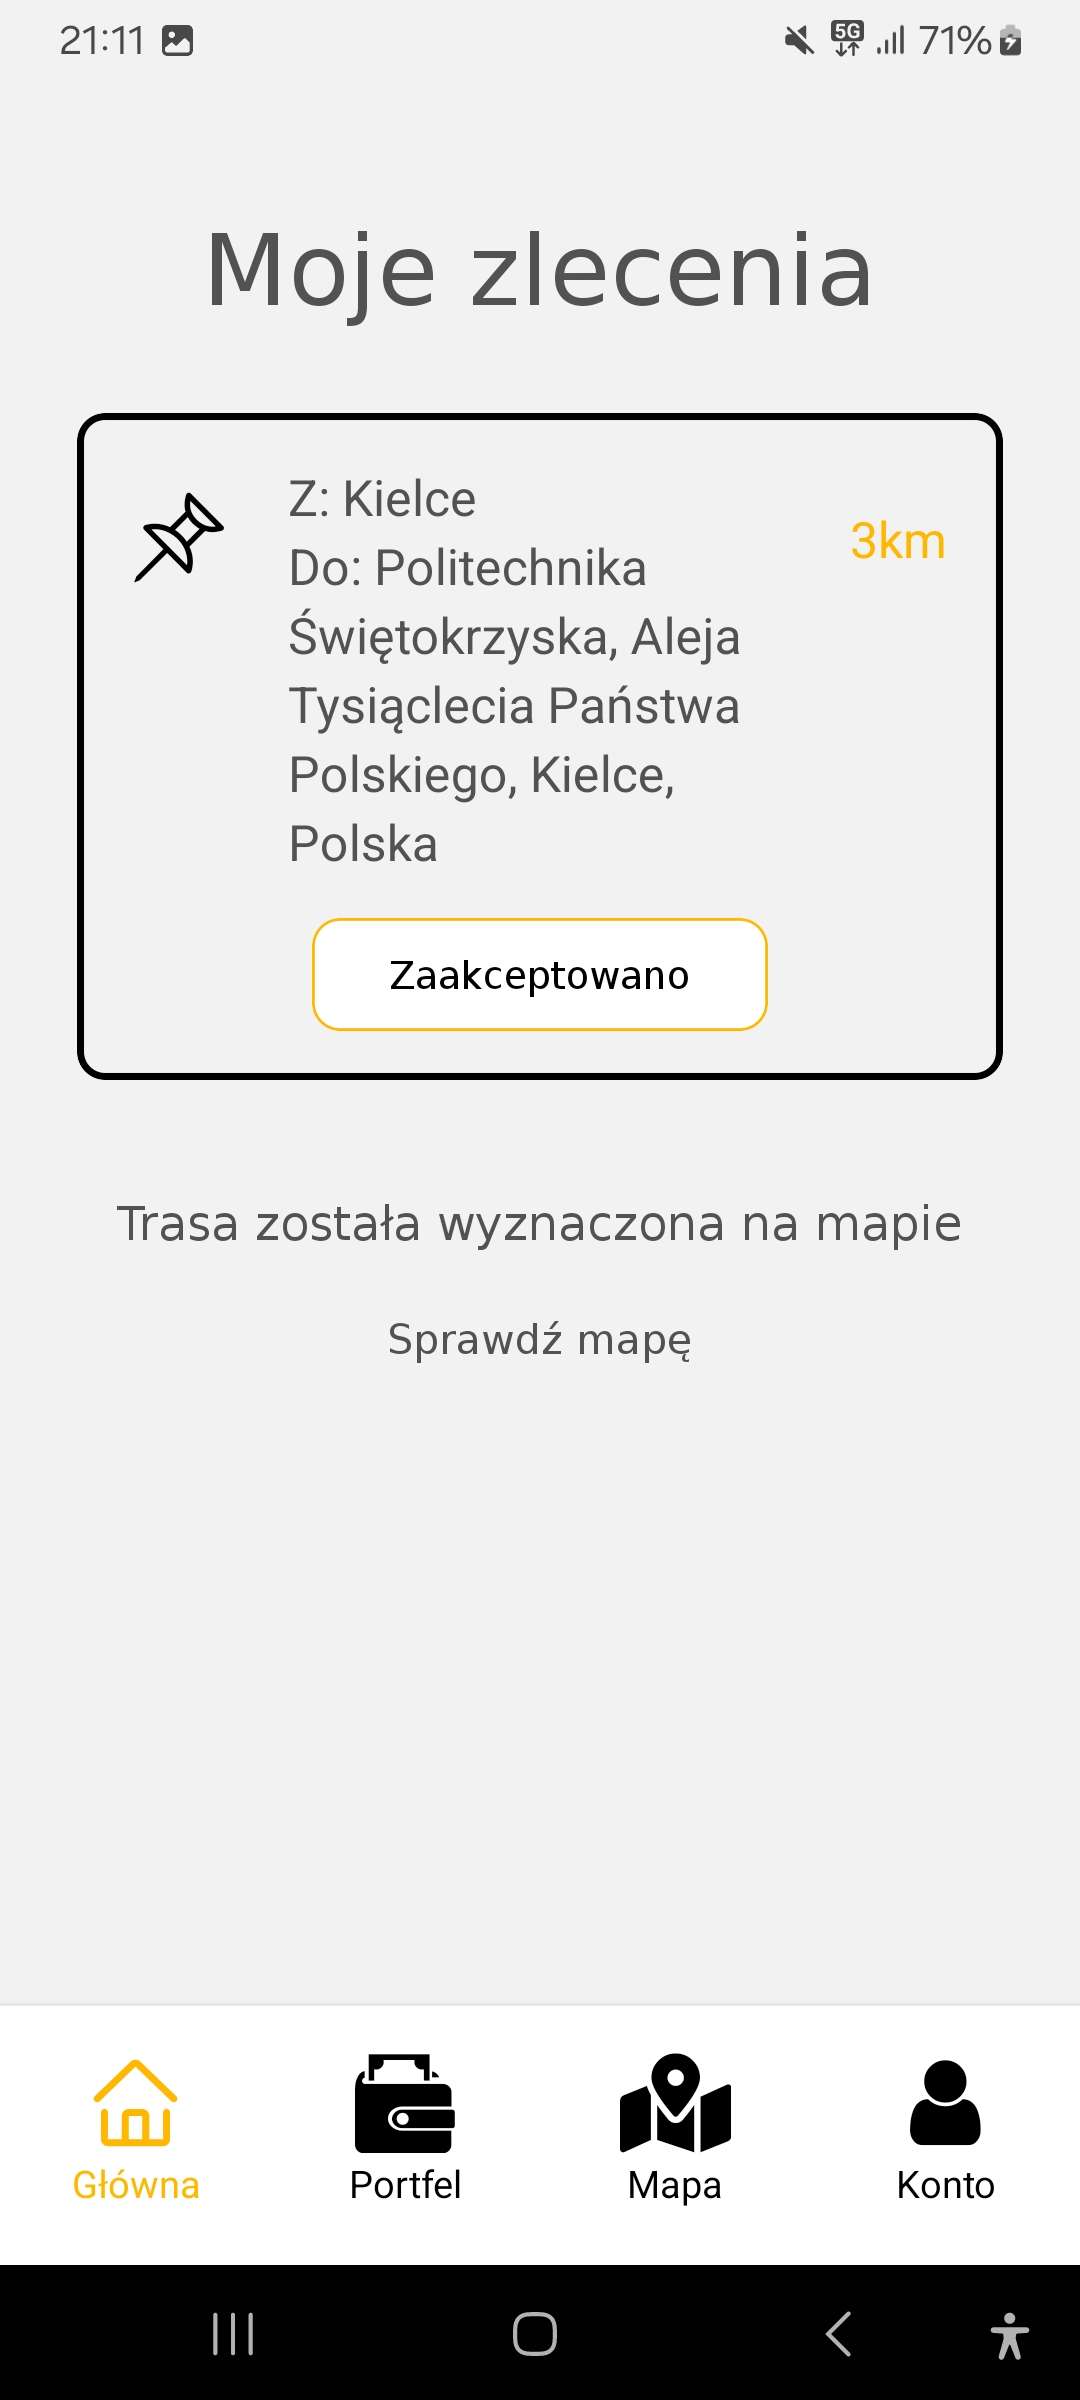 21:11
5G
71%
Moje zlecenia
Z: Kielce
3km
Do: Politechnika
Świętokrzyska, Aleja
Tysiąclecia Państwa
Polskiego, Kielce,
Polska
Zaakceptowano
Trasa została wyznaczona na mapie
Sprawdź mapę
Główna
Portfel
Mapa
Konto